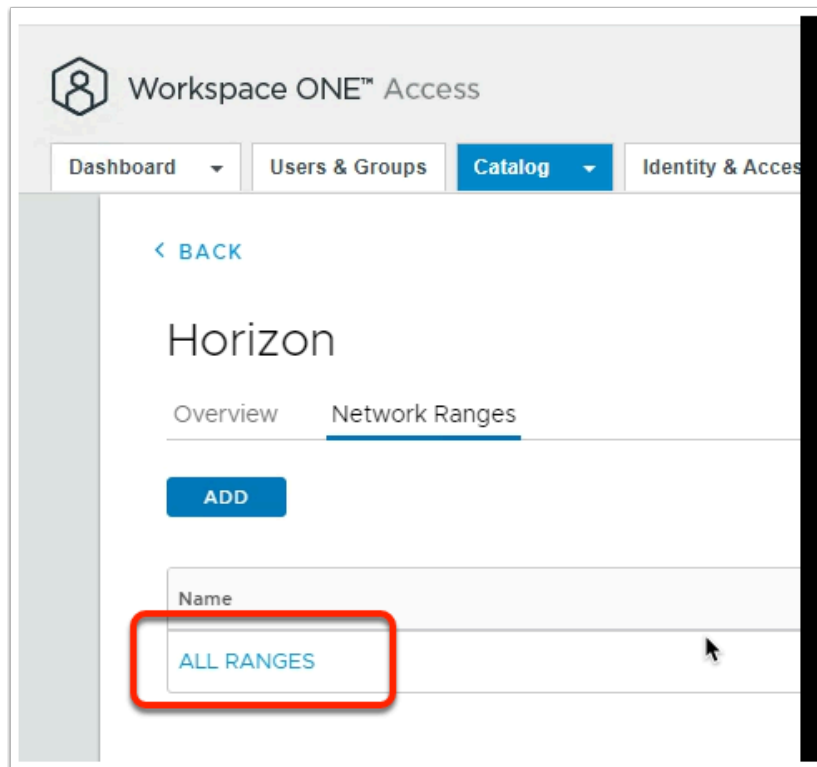 Workspace ONE™ Access
Dashboard Users & Groups Catalog Identity & Acces
< BACK
Horizon
Overview Network Ranges
ADD
Name
ALL RANGES